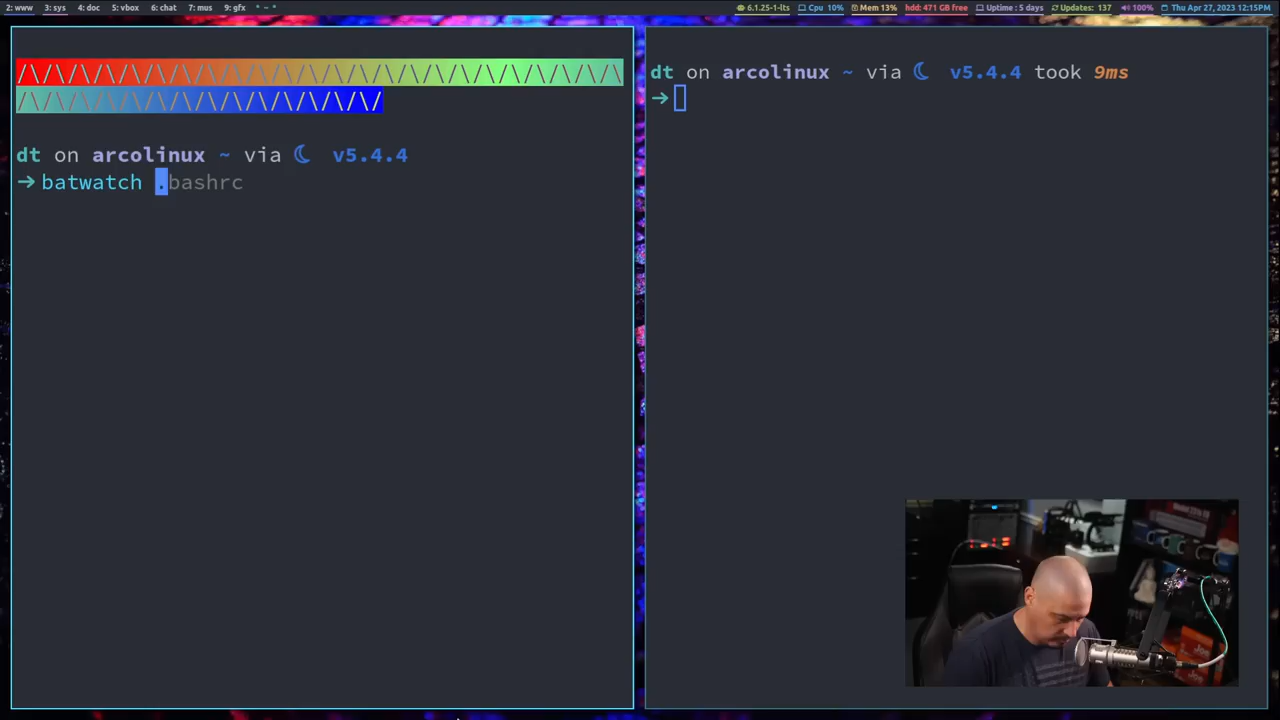 2: www 3: sys 4: doc 5: vbox 6: chat 7: mus 9: gfx * ~ * 6.1.25-1-lts Cpu 10% Mem 13% hdd: 471 GB free Uptime : 5 days Updates: 137 100% Thu Apr 27, 2023 12:15PM
/\/\/\/\/\/\/\/\/\/\/\/\/\/\/\/\/\/\/\/\/\/\/\/\
/\/\/\/\/\/\/\/\/\/\/\/\/\/\/
dt on arcolinux ~ via ☾ v5.4.4
→ batwatch .bashrc
dt on arcolinux ~ via ☾ v5.4.4 took 9ms
→